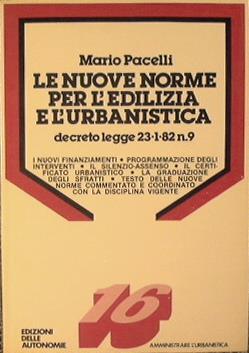 Mario Pacelli
LE NUOVE NORME
PER L'EDILIZIA
E L'URBANISTICA
decreto legge 23·1·82 n.9
I NUOVI FINANZIAMENTI • PROGRAMMAZIONE DEGLI
INTERVENTI • IL SILENZIO-ASSENSO • IL CERTI-
FICATO URBANISTICO • LA GRADUAZIONE
DEGLI SFRATTI • TESTO DELLE NUOVE
NORME COMMENTATO E COORDINATO
CON LA DISCIPLINA VIGENTE
16
EDIZIONI
DELLE
AUTONOMIE
AMMINISTRARE L'URBANISTICA